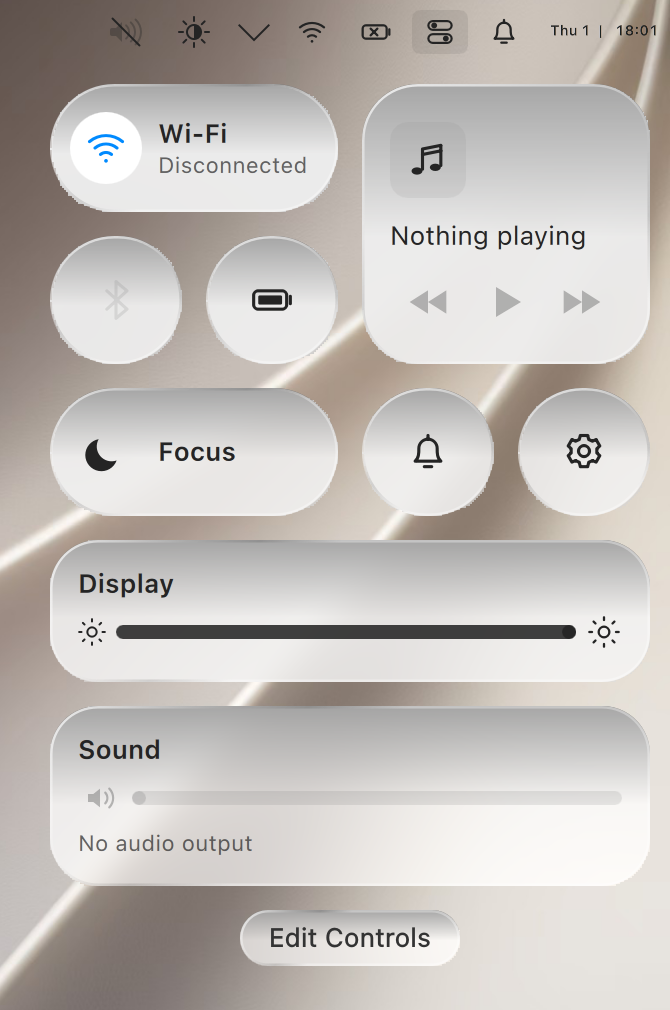 Thu 1 | 18:01
Wi-Fi
Disconnected
Nothing playing
Focus
Display
Sound
No audio output
Edit Controls